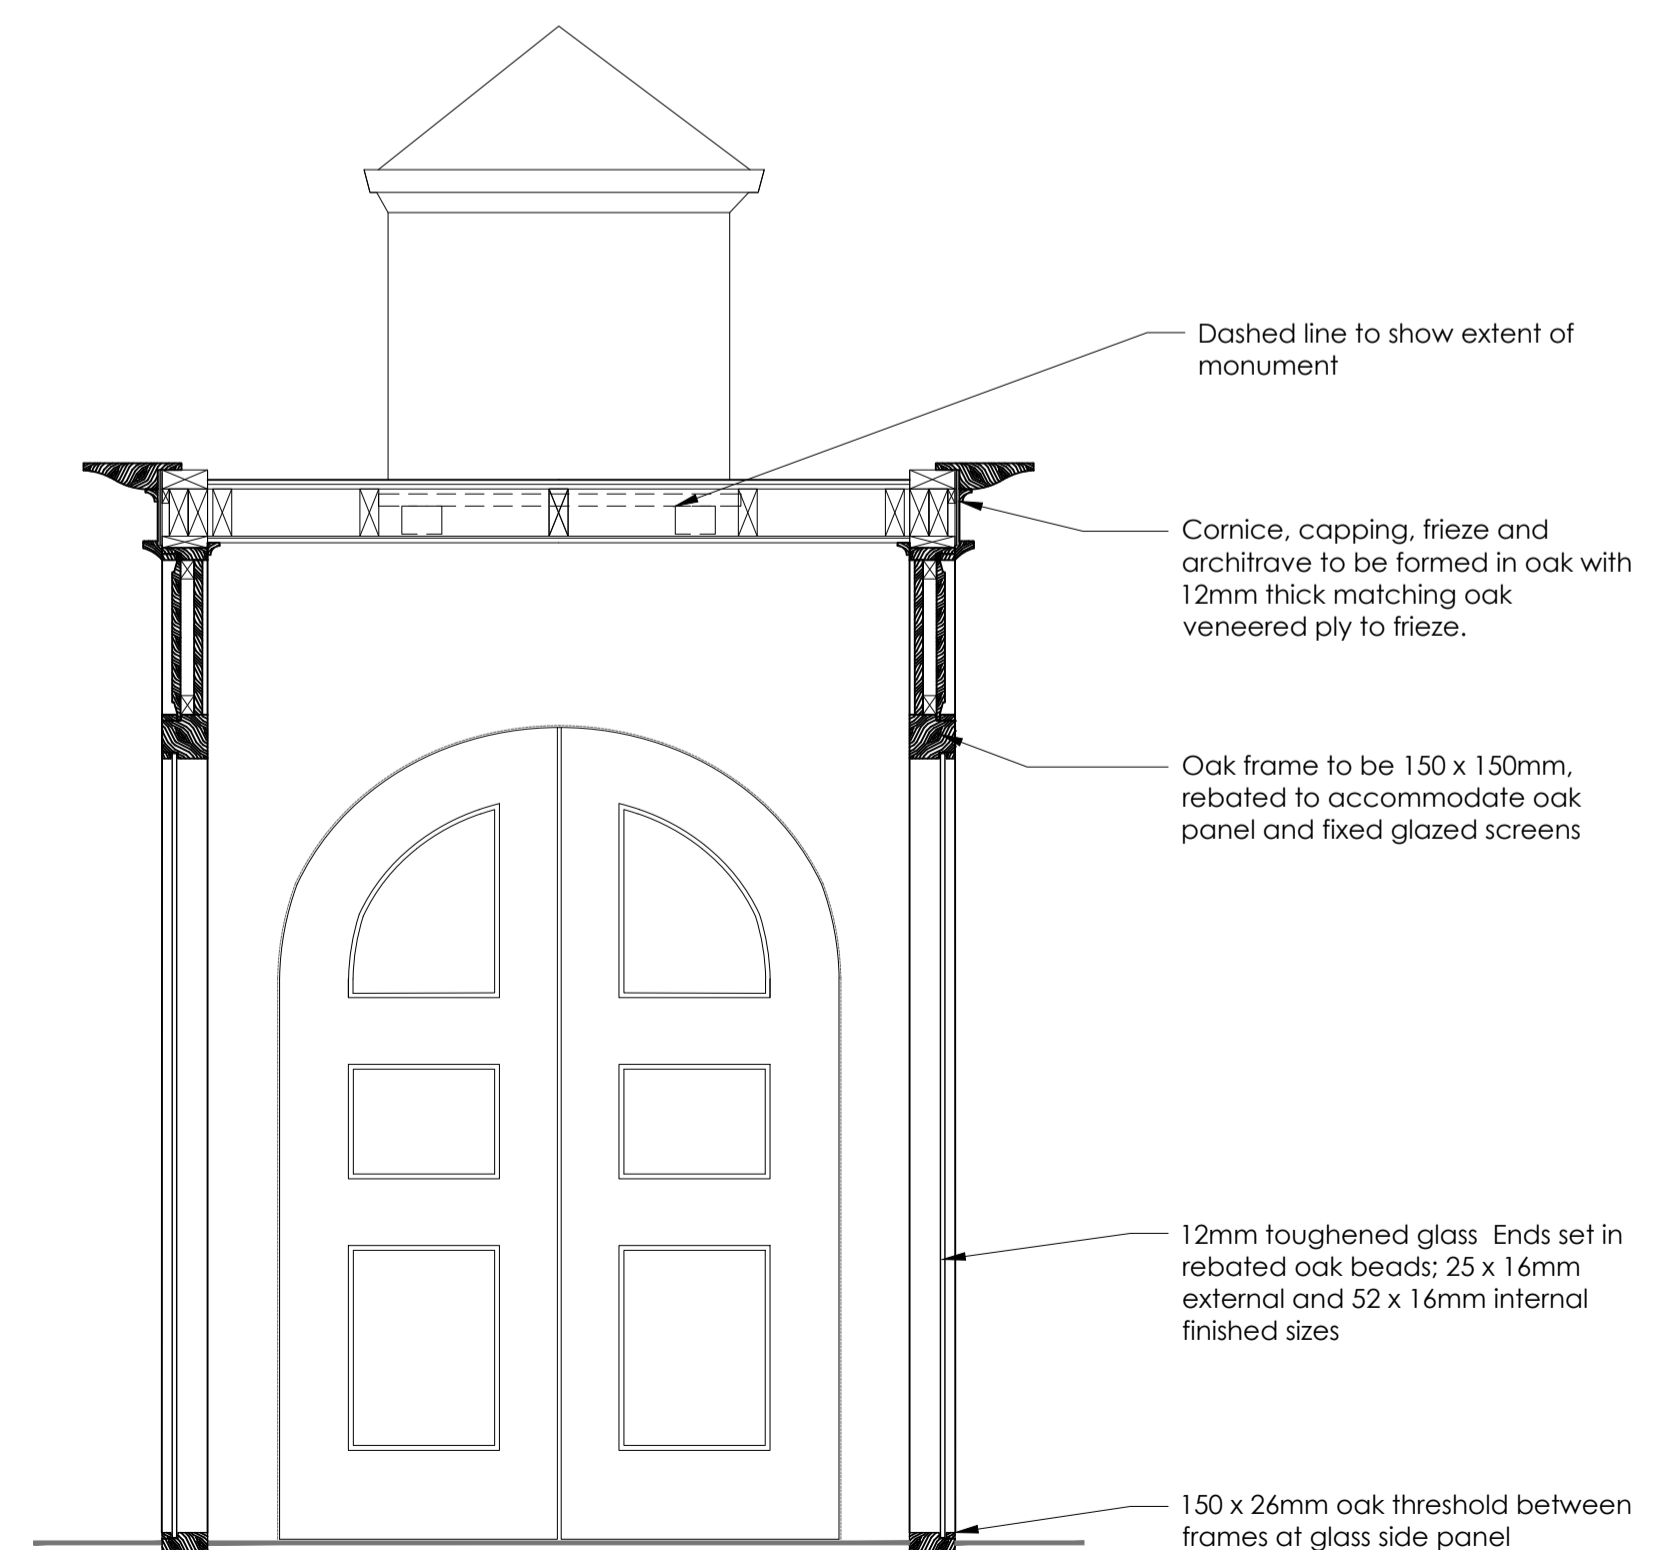 Dashed line to show extent of
monument
Cornice, capping, frieze and
architrave to be formed in oak with
12mm thick matching oak
veneered ply to frieze.
Oak frame to be 150 x 150mm,
rebated to accommodate oak
panel and fixed glazed screens
12mm toughened glass  Ends set in
rebated oak beads; 25 x 16mm
external and 52 x 16mm internal
finished sizes
150 x 26mm oak threshold between
frames at glass side panel